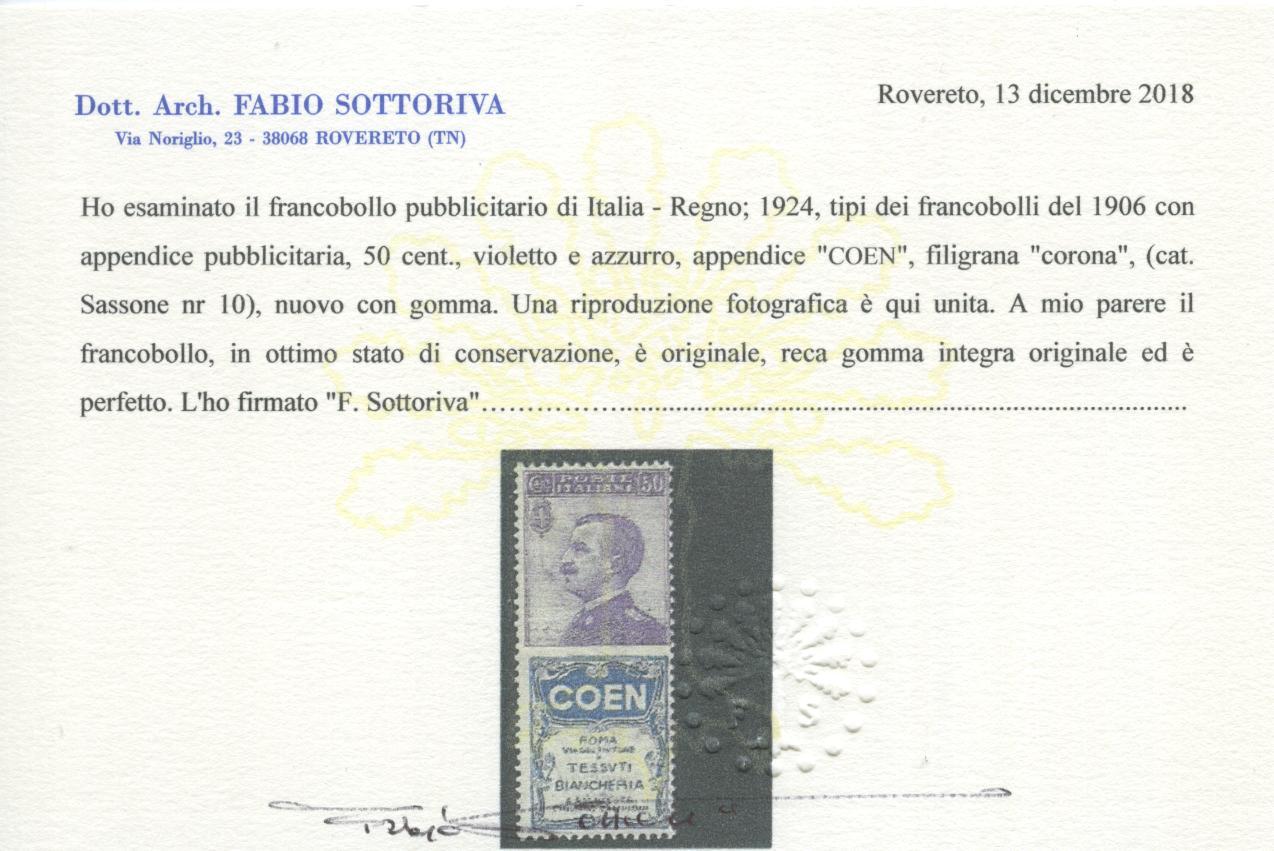 Dott. Arch. FABIO SOTTORIVA
Rovereto, 13 dicembre 2018
Via Noriglio, 23 - 38068 ROVERETO (TN)
Ho esaminato il francobollo pubblicitario di Italia - Regno; 1924, tipi dei francobolli del 1906 con
appendice pubblicitaria, 50 cent., violetto e azzurro, appendice "COEN", filigrana "corona", (cat.
Sassone nr 10), nuovo con gomma. Una riproduzione fotografica è qui unita. A mio parere il
francobollo, in ottimo stato di conservazione, è originale, reca gomma integra originale ed è
perfetto. L'ho firmato "F. Sottoriva"................................................................
POSTE
ITALIANE 50
COEN
ROMA
TESSVTI
BIANCHERIA